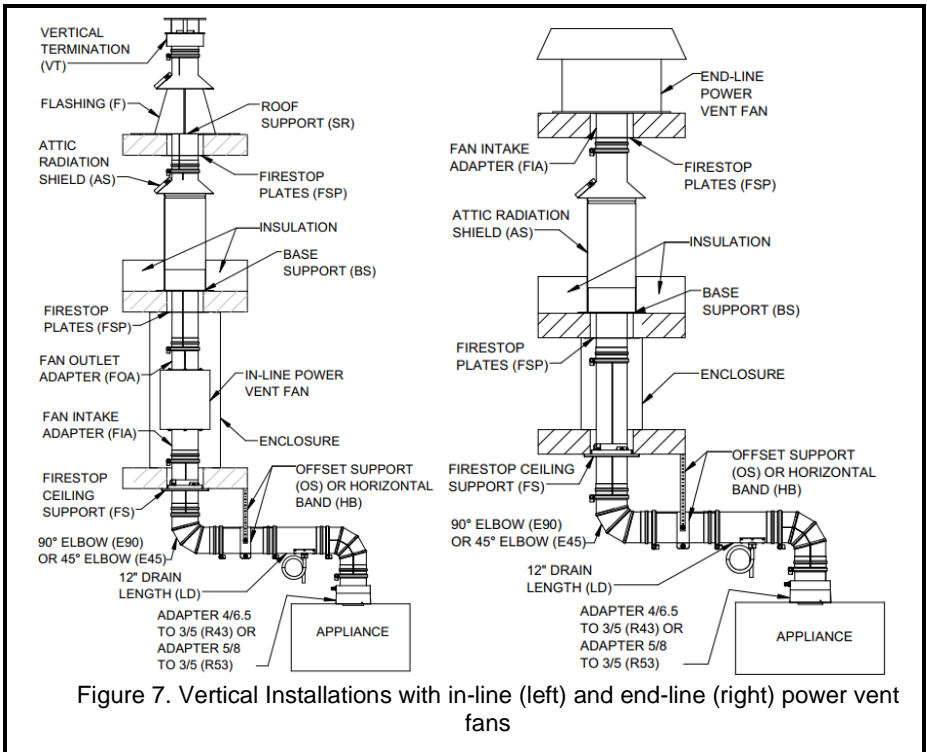 VERTICAL
TERMINATION
(VT)
FLASHING (F)
ROOF
SUPPORT (SR)
ATTIC
RADIATION
SHIELD (AS)
FIRESTOP
PLATES (FSP)
INSULATION
BASE
SUPPORT (BS)
FIRESTOP
PLATES (FSP)
FAN OUTLET
ADAPTER (FOA)
IN-LINE POWER
VENT FAN
FAN INTAKE
ADAPTER (FIA)
ENCLOSURE
FIRESTOP
CEILING
SUPPORT (FS)
OFFSET SUPPORT
(OS) OR HORIZONTAL
BAND (HB)
90° ELBOW (E90)
OR 45° ELBOW (E45)
12" DRAIN
LENGTH (LD)
ADAPTER 4/6.5
TO 3/5 (R43) OR
ADAPTER 5/8
TO 3/5 (R53)
APPLIANCE
END-LINE
POWER
VENT FAN
FAN INTAKE
ADAPTER (FIA)
FIRESTOP
PLATES (FSP)
ATTIC RADIATION
SHIELD (AS)
INSULATION
BASE
SUPPORT (BS)
FIRESTOP
PLATES (FSP)
ENCLOSURE
FIRESTOP CEILING
SUPPORT (FS)
OFFSET SUPPORT
(OS) OR HORIZONTAL
BAND (HB)
90° ELBOW (E90)
OR 45° ELBOW (E45)
12" DRAIN
LENGTH (LD)
ADAPTER 4/6.5
TO 3/5 (R43) OR
ADAPTER 5/8
TO 3/5 (R53)
APPLIANCE
Figure 7. Vertical Installations with in-line (left) and end-line (right) power vent
fans